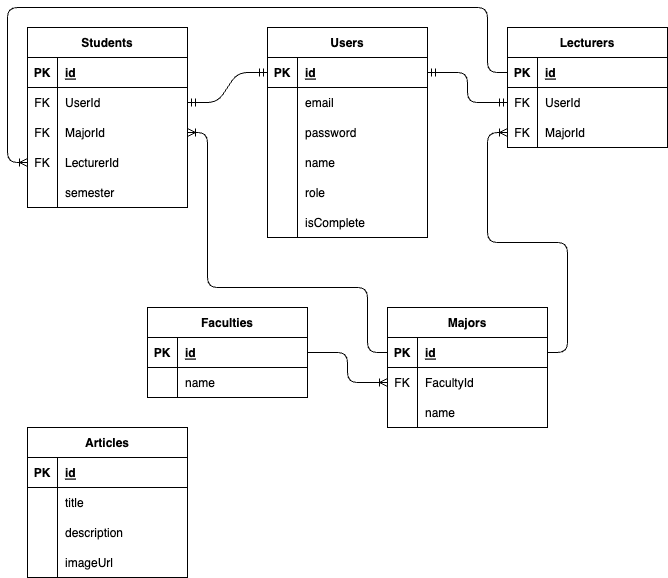 Students
PK id
FK UserId
FK MajorId
FK LecturerId
semester
Users
PK id
email
password
name
role
isComplete
Lecturers
PK id
FK UserId
FK MajorId
Faculties
PK id
name
Majors
PK id
FK FacultyId
name
Articles
PK id
title
description
imageUrl